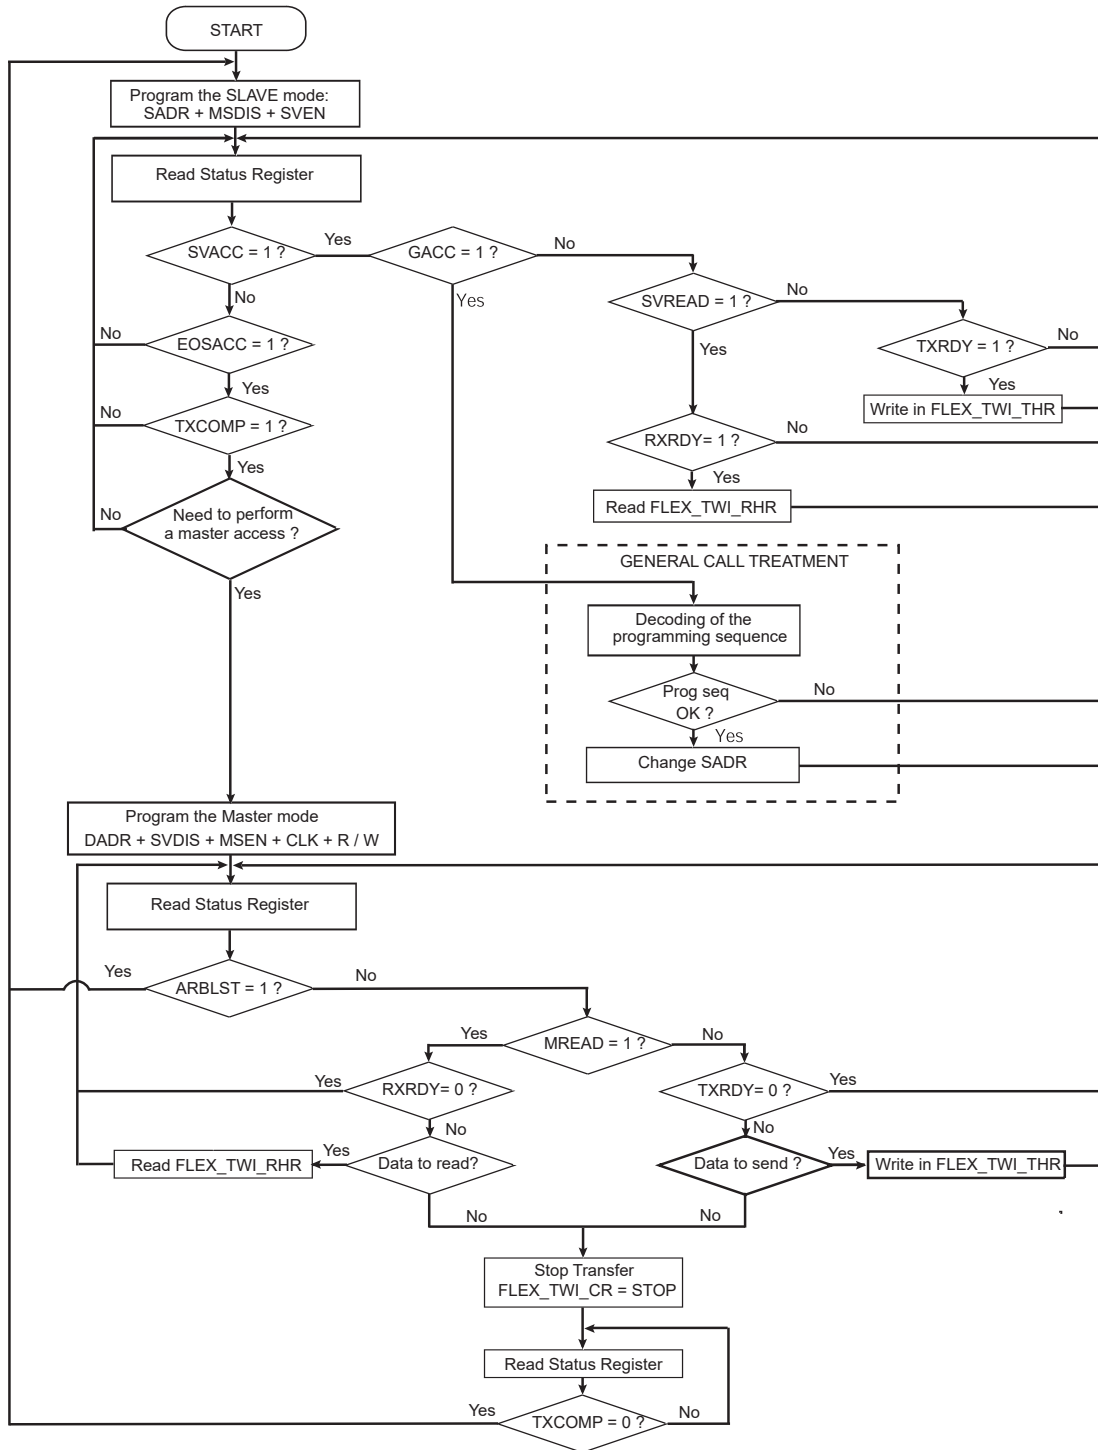 START
Program the SLAVE mode:
SADR + MSDIS + SVEN
Read Status Register
SVACC = 1 ?
Yes
GACC = 1 ?
No
No
Yes
SVREAD = 1 ?
No
EOSACC = 1 ?
No
Yes
TXRDY = 1 ?
No
Yes
Yes
Write in FLEX_TWI_THR
TXCOMP = 1 ?
No
Yes
RXRDY= 1 ?
No
Yes
Read FLEX_TWI_RHR
Need to perform
a master access ?
No
Yes
GENERAL CALL TREATMENT
Decoding of the
programming sequence
Prog seq
OK ?
No
Yes
Change SADR
Program the Master mode
DADR + SVDIS + MSEN + CLK + R / W
Read Status Register
Yes
ARBLST = 1 ?
No
Yes
MREAD = 1 ?
No
Yes
RXRDY= 0 ?
TXRDY= 0 ?
Yes
No
No
Read FLEX_TWI_RHR
Yes
Data to read?
Data to send ?
Yes
Write in FLEX_TWI_THR
No
No
Stop Transfer
FLEX_TWI_CR = STOP
Read Status Register
Yes
TXCOMP = 0 ?
No